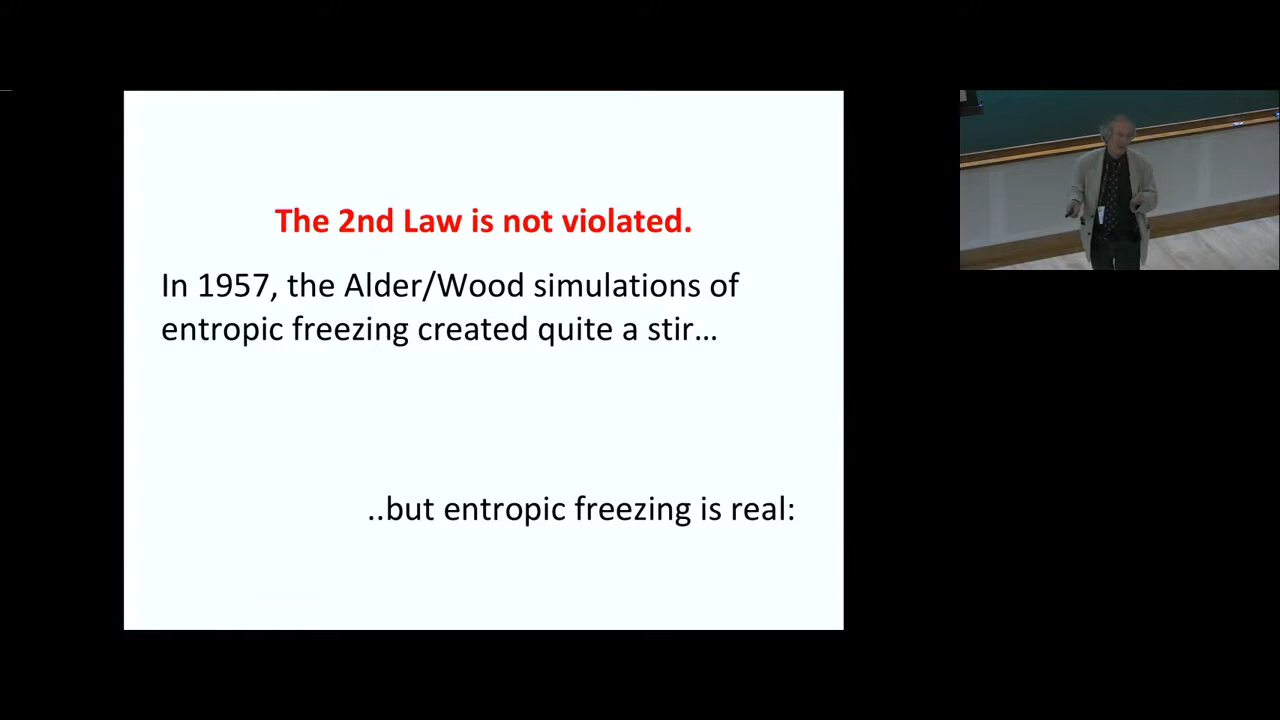 The 2nd Law is not violated.
In 1957, the Alder/Wood simulations of
entropic freezing created quite a stir…
..but entropic freezing is real: